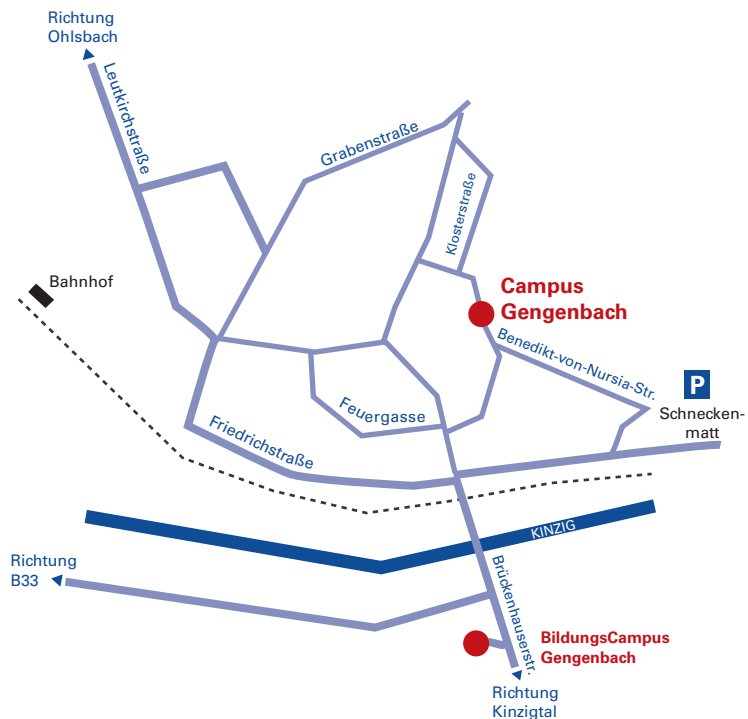 Richtung
Ohlsbach
Leutkirchstraße
Grabenstraße
Klosterstraße
Bahnhof
Campus
Gengenbach
Benedikt-von-Nursia-Str.
P
Schnecken-
matt
Feuergasse
Friedrichstraße
KINZIG
Richtung
B33
Brückenhauserstr.
BildungsCampus
Gengenbach
Richtung
Kinzigtal